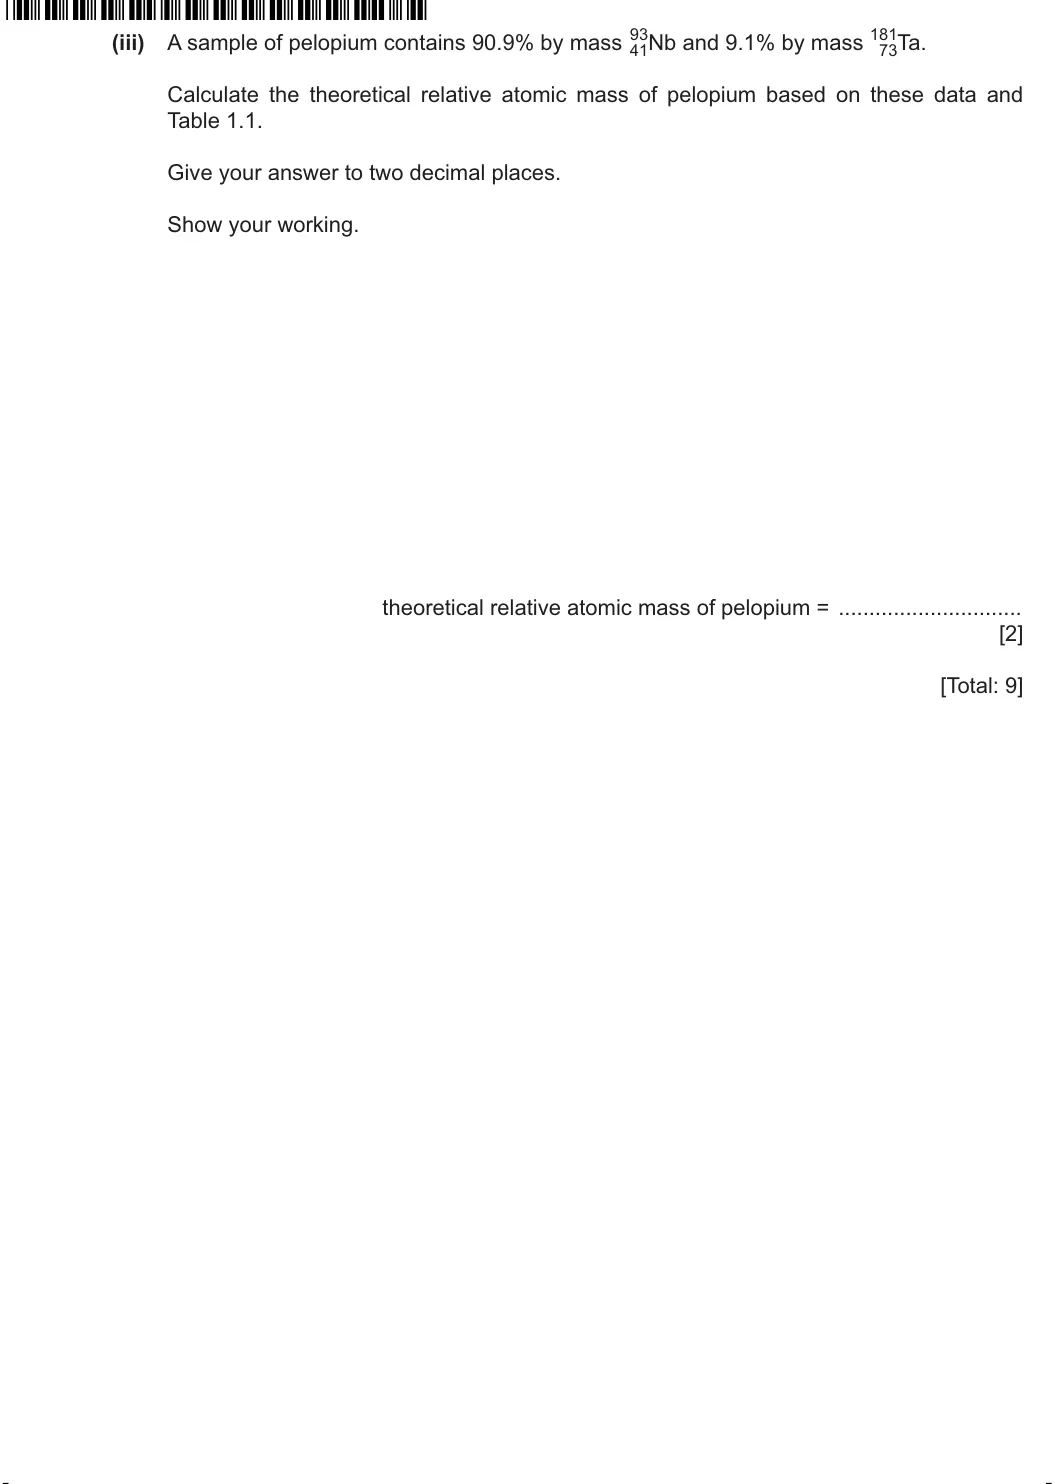 (iii) A sample of pelopium contains 90.9% by mass ⁹³₄₁Nb and 9.1% by mass ¹⁸¹₇₃Ta.
Calculate the theoretical relative atomic mass of pelopium based on these data and
Table 1.1.
Give your answer to two decimal places.
Show your working.
theoretical relative atomic mass of pelopium = ..............................
[2]
[Total: 9]